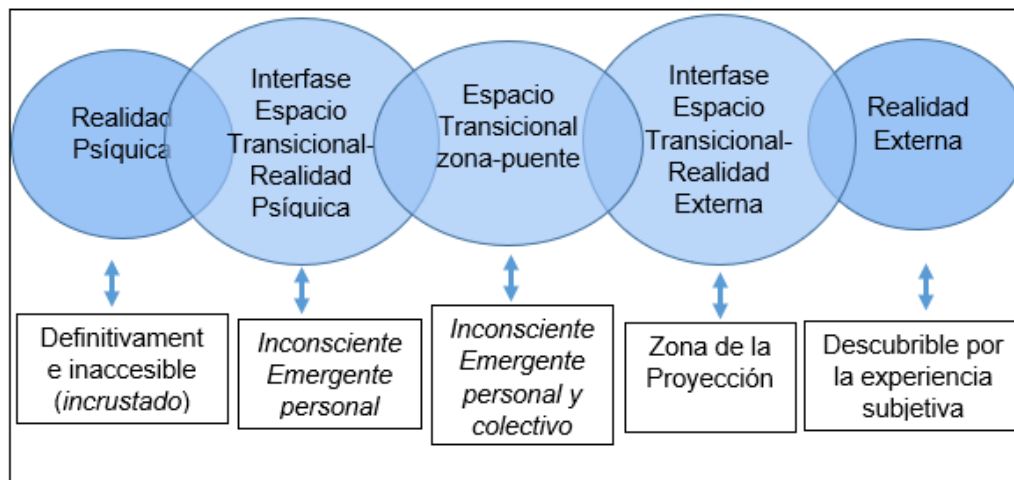 Realidad
Psíquica
Interfase
Espacio
Transicional-
Realidad
Psíquica
Espacio
Transicional
zona-puente
Interfase
Espacio
Transicional-
Realidad
Externa
Realidad
Externa
Definitivament
e inaccesible
(incrustado)
Inconsciente
Emergente
personal
Inconsciente
Emergente
personal y
colectivo
Zona de la
Proyección
Descubrible por
la experiencia
subjetiva